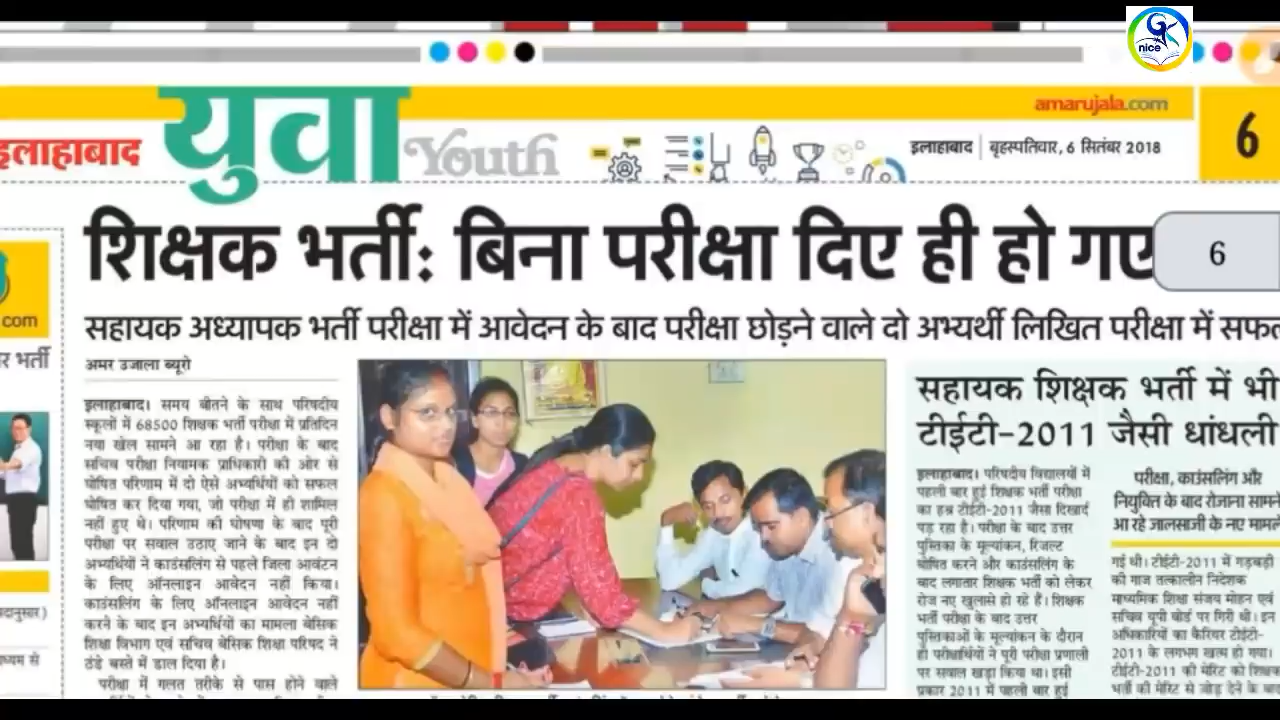 G
nice
amarujala.com
इलाहाबाद
युवा
Youth
इलाहाबाद | बृहस्पतिवार, 6 सितंबर 2018
6
शिक्षक भर्ती: बिना परीक्षा दिए ही हो गए
6
सहायक अध्यापक भर्ती परीक्षा में आवेदन के बाद परीक्षा छोड़ने वाले दो अभ्यर्थी लिखित परीक्षा में सफल
com
र भर्ती
अमर उजाला ब्यूरो
इलाहाबाद। समय बीतने के साथ परिषदीय
स्कूलों में 68500 शिक्षक भर्ती परीक्षा में प्रतिदिन
नया खेल सामने आ रहा है। परीक्षा के बाद
सचिव परीक्षा नियामक प्राधिकारी की ओर से
घोषित परिणाम में दो ऐसे अभ्यर्थियों को सफल
घोषित कर दिया गया, जो परीक्षा में ही शामिल
नहीं हुए थे। परिणाम की घोषणा के बाद पूरी
परीक्षा पर सवाल उठाए जाने के बाद इन दो
अभ्यर्थियों ने काउंसलिंग से पहले जिला आवंटन
के लिए ऑनलाइन आवेदन नहीं किया।
काउंसलिंग के लिए ऑनलाइन आवेदन नहीं
करने के बाद इन अभ्यर्थियों का मामला बेसिक
शिक्षा विभाग एवं सचिव बेसिक शिक्षा परिषद ने
ठंडे बस्ते में डाल दिया है।
परीक्षा में गलत तरीके से पास होने वाले
सहायक शिक्षक भर्ती में भी
टीईटी-2011 जैसी धांधली
इलाहाबाद। परिषदीय विद्यालयों में
पहली बार हुई शिक्षक भर्ती परीक्षा
का हश्र टीईटी-2011 जैसा दिखाई
पड़ रहा है। परीक्षा के बाद उत्तर
पुस्तिका के मूल्यांकन, रिजल्ट
घोषित करने और काउंसलिंग के
बाद लगातार शिक्षक भर्ती को लेकर
रोज नए खुलासे हो रहे हैं। शिक्षक
भर्ती परीक्षा के बाद उत्तर
पुस्तिकाओं के मूल्यांकन के दौरान
ही परीक्षार्थियों ने पूरी परीक्षा प्रणाली
पर सवाल खड़ा किया था। इसी
प्रकार 2011 में पहली बार हुई
परीक्षा, काउंसलिंग और
नियुक्ति के बाद रोजाना सामने
आ रहे जालसाजी के नए मामले
गई थी। टीईटी-2011 में गड़बड़ी
की गाज तत्कालीन निदेशक
माध्यमिक शिक्षा संजय मोहन एवं
सचिव यूपी बोर्ड पर गिरी थी। इन
अधिकारियों का कैरियर टीईटी-
2011 के लगभग खत्म हो गया।
टीईटी-2011 की मेरिट को शिक्षक
भर्ती की मेरिट से जोड़ देने के बाद